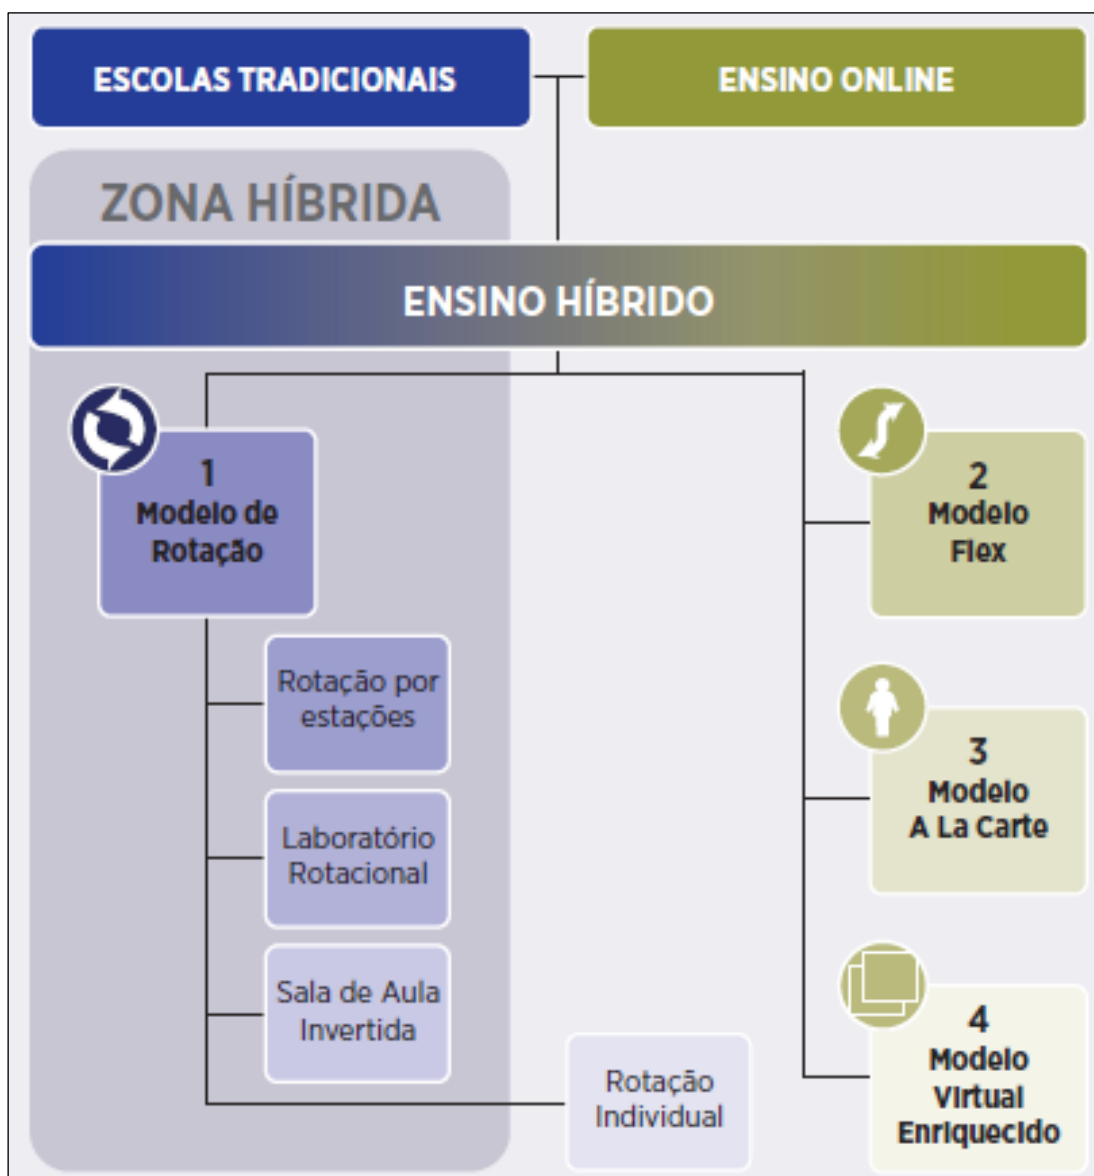 ESCOLAS TRADICIONAIS
ENSINO ONLINE
ZONA HÍBRIDA
ENSINO HÍBRIDO
1
Modelo de
Rotação
Rotação por
estações
Laboratório
Rotacional
Sala de Aula
Invertida
Rotação
Individual
2
Modelo
Flex
3
Modelo
A La Carte
4
Modelo
Virtual
Enriquecido